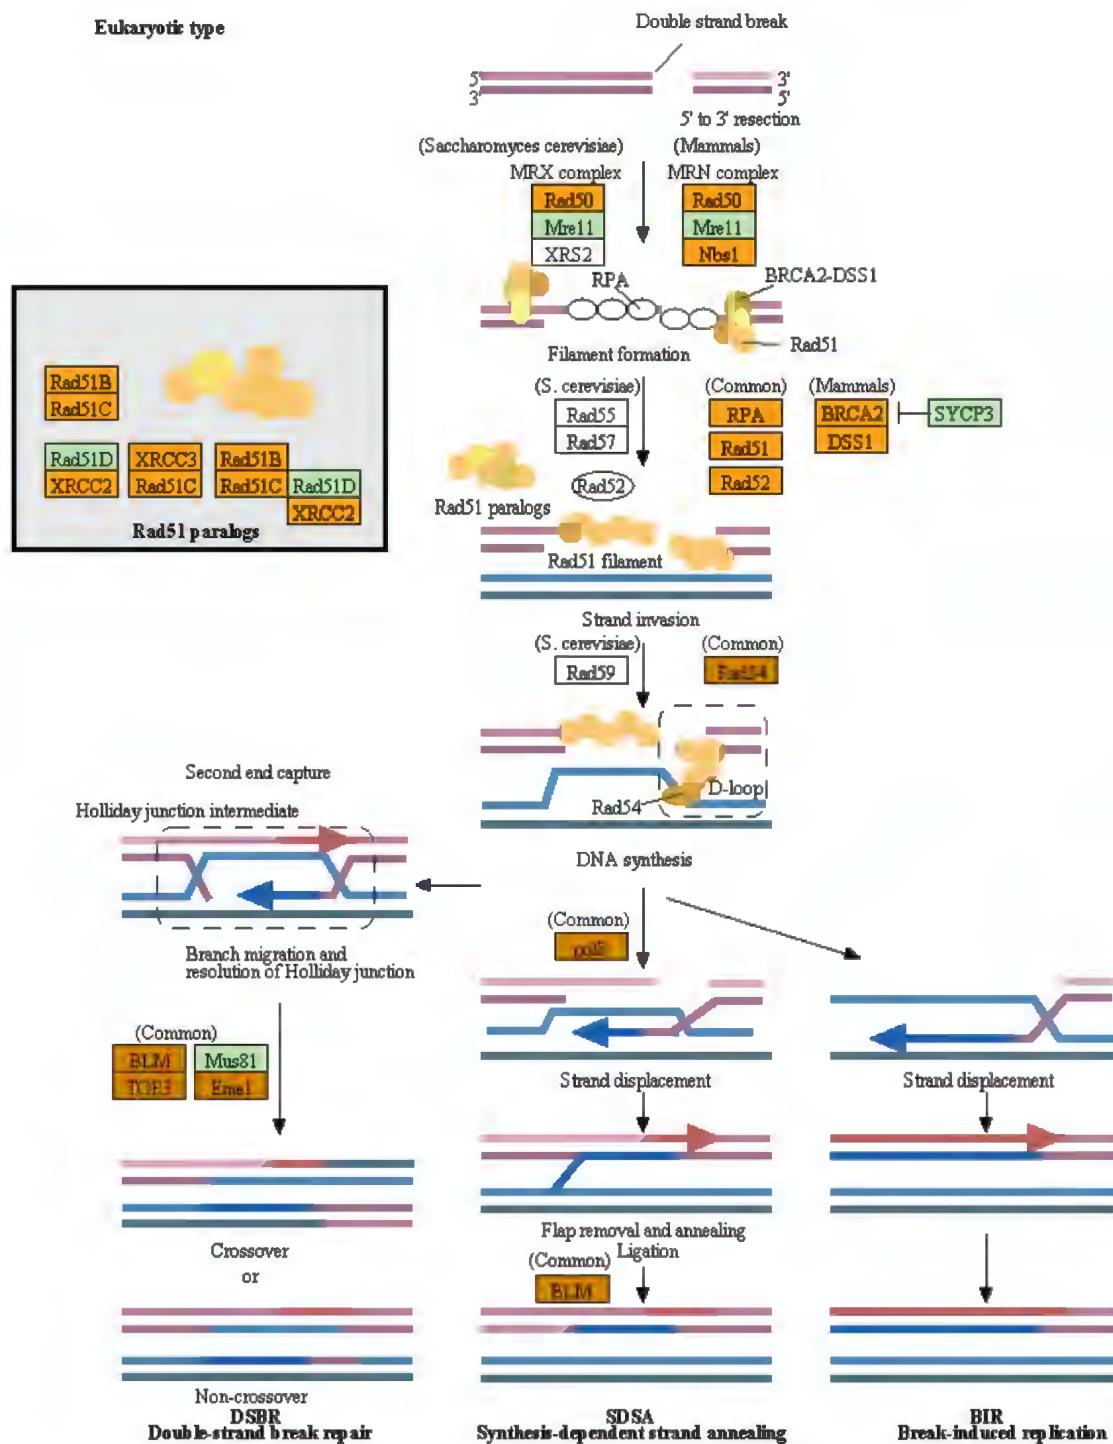 Eukaryotic type
Double strand break
5' 3'
3' 5'
5' to 3' resection
(Saccharomyces cerevisiae) (Mammals)
MRX complex MRN complex
Rad50 Rad50
Mre11 Mre11
XRS2 Nbs1
RPA BRCA2-DSS1
Rad51
Filament formation
(S. cerevisiae) (Common) (Mammals)
Rad55 RPA BRCA2 SYCP3
Rad57 Rad51 DSS1
Rad52 Rad52
Rad51 paralogs
Rad51 filament
Rad51B
Rad51C
Rad51D XRCC3 Rad51B
XRCC2 Rad51C Rad51C Rad51D
XRCC2
Rad51 paralogs
Strand invasion
(S. cerevisiae) (Common)
Rad59 Rad54
D-loop
Rad54
Second end capture
Holliday junction intermediate
DNA synthesis
(Common)
Branch migration and
resolution of Holliday junction
(Common)
BLM Mus81
TOP3 Eme1
Strand displacement Strand displacement
Flap removal and annealing
Ligation
(Common)
BLM
Crossover
or
Non-crossover
DSBR SDSA BIR
Double-strand break repair Synthesis-dependent strand annealing Break-induced replication